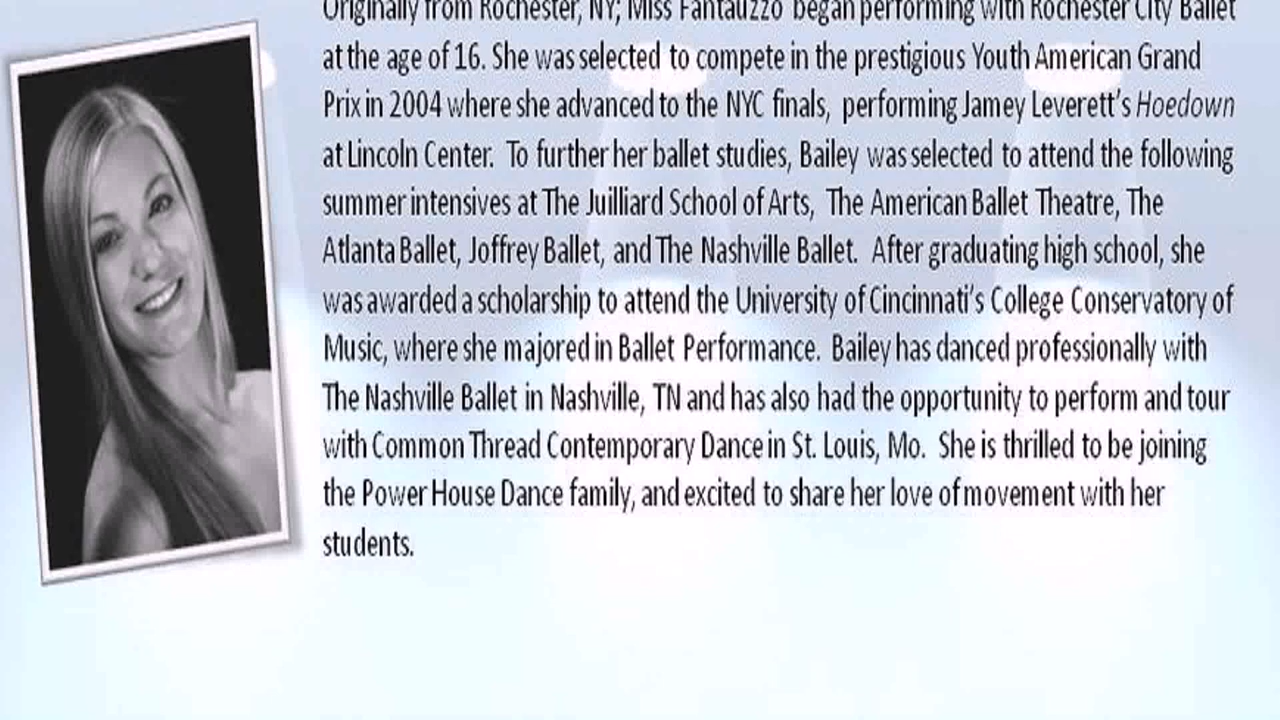 Originally from Rochester, NY; Miss Fantauzzo began performing with Rochester City Ballet
at the age of 16. She was selected to compete in the prestigious Youth American Grand
Prix in 2004 where she advanced to the NYC finals, performing Jamey Leverett's Hoedown
at Lincoln Center. To further her ballet studies, Bailey was selected to attend the following
summer intensives at The Juilliard School of Arts, The American Ballet Theatre, The
Atlanta Ballet, Joffrey Ballet, and The Nashville Ballet. After graduating high school, she
was awarded a scholarship to attend the University of Cincinnati's College Conservatory of
Music, where she majored in Ballet Performance. Bailey has danced professionally with
The Nashville Ballet in Nashville, TN and has also had the opportunity to perform and tour
with Common Thread Contemporary Dance in St. Louis, Mo. She is thrilled to be joining
the Power House Dance family, and excited to share her love of movement with her
students.